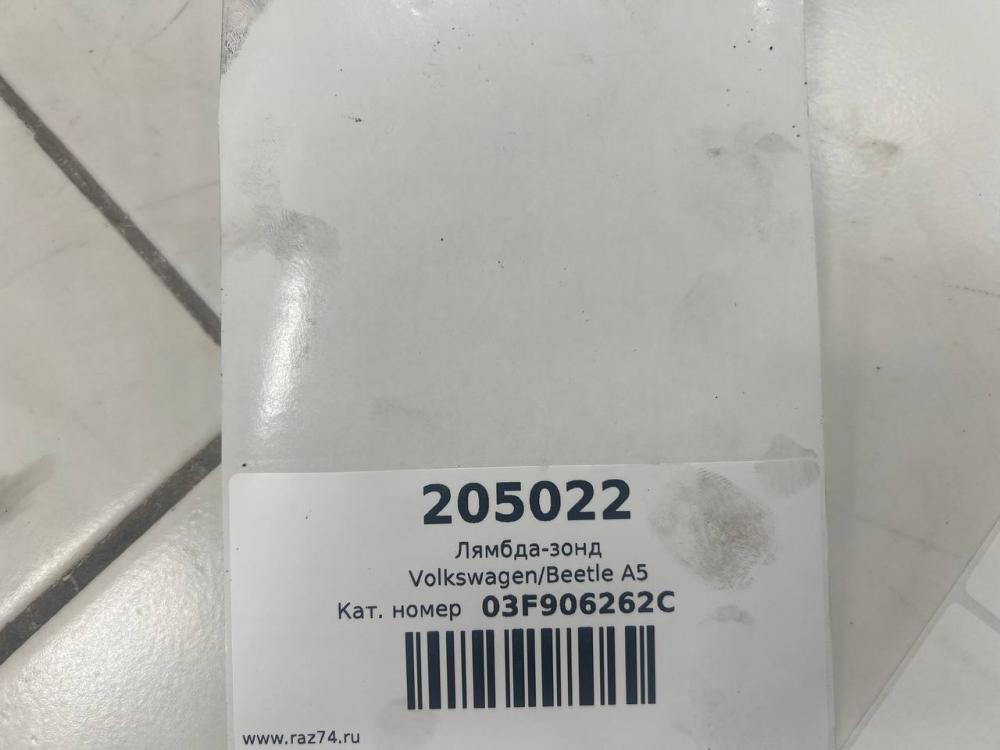 205022
Лямбда-зонд
Volkswagen/Beetle A5
Кат. номер 03F906262C
www.raz74.ru